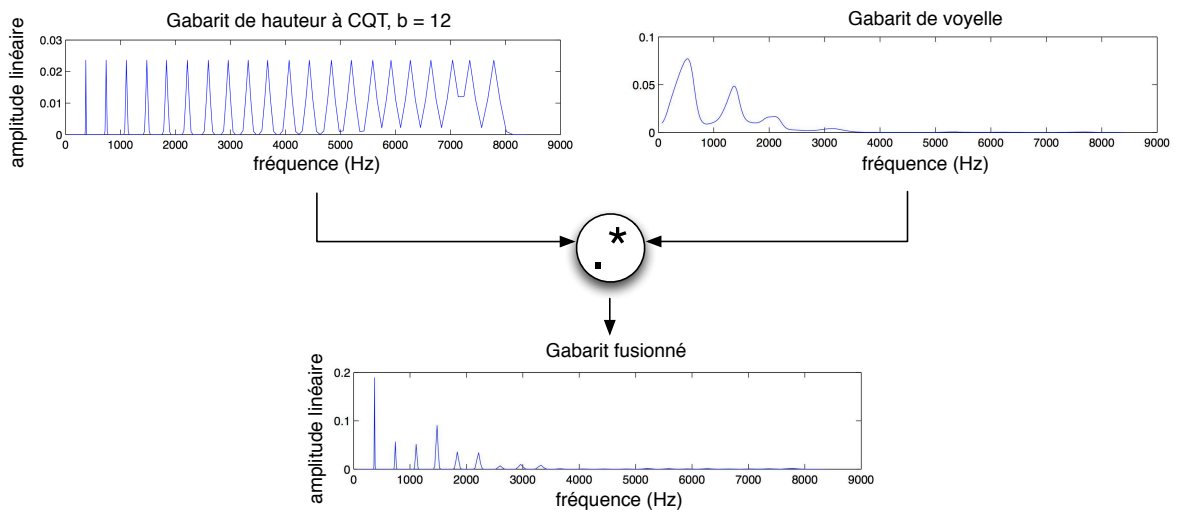 Gabarit de hauteur à CQT, b = 12
amplitude linéaire
0.03
0.02
0.01
0
0 1000 2000 3000 4000 5000 6000 7000 8000 9000
fréquence (Hz)
Gabarit de voyelle
0.1
0.05
0
0 1000 2000 3000 4000 5000 6000 7000 8000 9000
fréquence (Hz)
.*
Gabarit fusionné
amplitude linéaire
0.2
0.1
0
0 1000 2000 3000 4000 5000 6000 7000 8000 9000
fréquence (Hz)